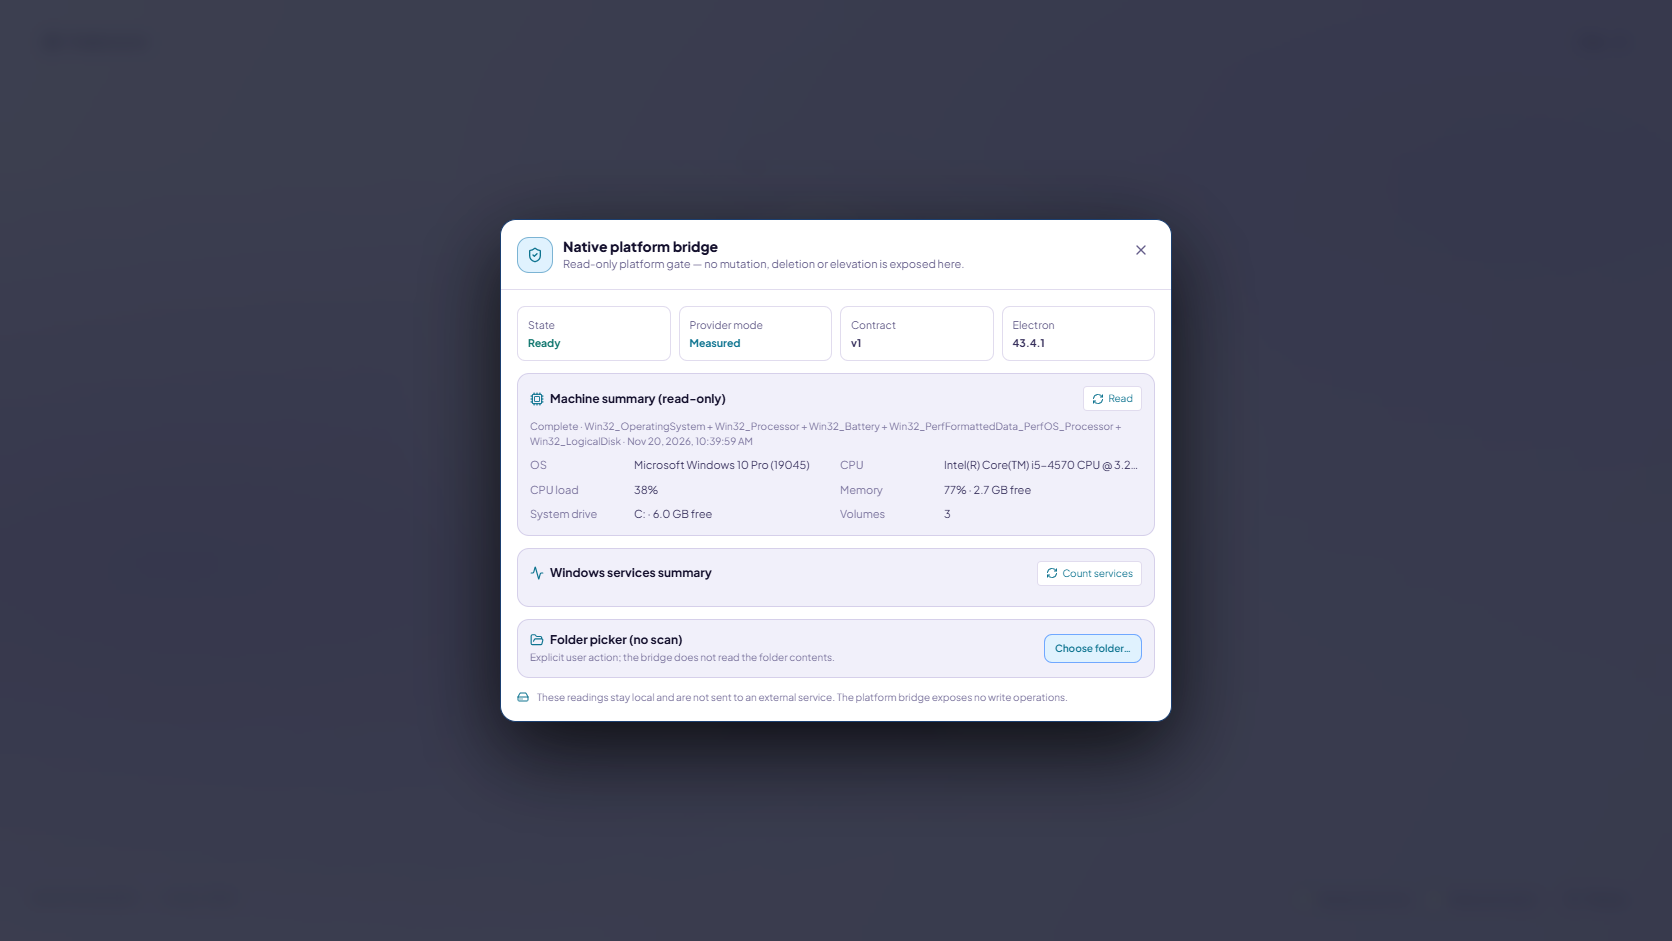 Native platform bridge
Read-only platform gate — no mutation, deletion or elevation is exposed here.
State
Ready
Provider mode
Measured
Contract
v1
Electron
43.4.1
Machine summary (read-only)
Read
Complete · Win32_OperatingSystem + Win32_Processor + Win32_Battery + Win32_PerfFormattedData_PerfOS_Processor +
Win32_LogicalDisk · Nov 20, 2026, 10:39:59 AM
OS Microsoft Windows 10 Pro (19045) CPU Intel(R) Core(TM) i5-4570 CPU @ 3.2…
CPU load 38% Memory 77% · 2.7 GB free
System drive C: · 6.0 GB free Volumes 3
Windows services summary
Count services
Folder picker (no scan)
Explicit user action; the bridge does not read the folder contents.
Choose folder…
These readings stay local and are not sent to an external service. The platform bridge exposes no write operations.